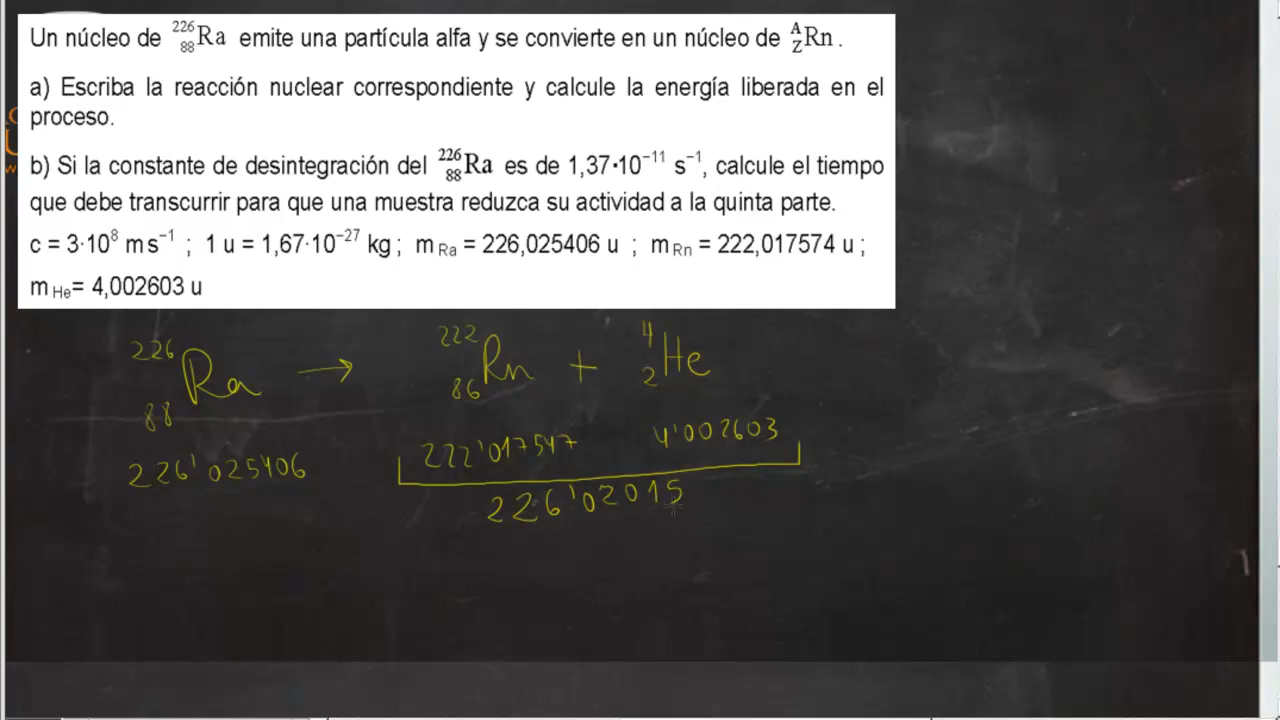 Un núcleo de ²²⁶₈₈Ra emite una partícula alfa y se convierte en un núcleo de ᴬ_ZRn.
a) Escriba la reacción nuclear correspondiente y calcule la energía liberada en el
proceso.
b) Si la constante de desintegración del ²²⁶₈₈Ra es de 1,37·10⁻¹¹ s⁻¹, calcule el tiempo
que debe transcurrir para que una muestra reduzca su actividad a la quinta parte.
c = 3·10⁸ m s⁻¹ ; 1 u = 1,67·10⁻²⁷ kg ; m Ra = 226,025406 u ; m Rn = 222,017574 u ;
m He= 4,002603 u
²²⁶₈₈Ra → ²²²₈₆Rn + ⁴₂He
226'025406 222'017547 4'002603
226'02015